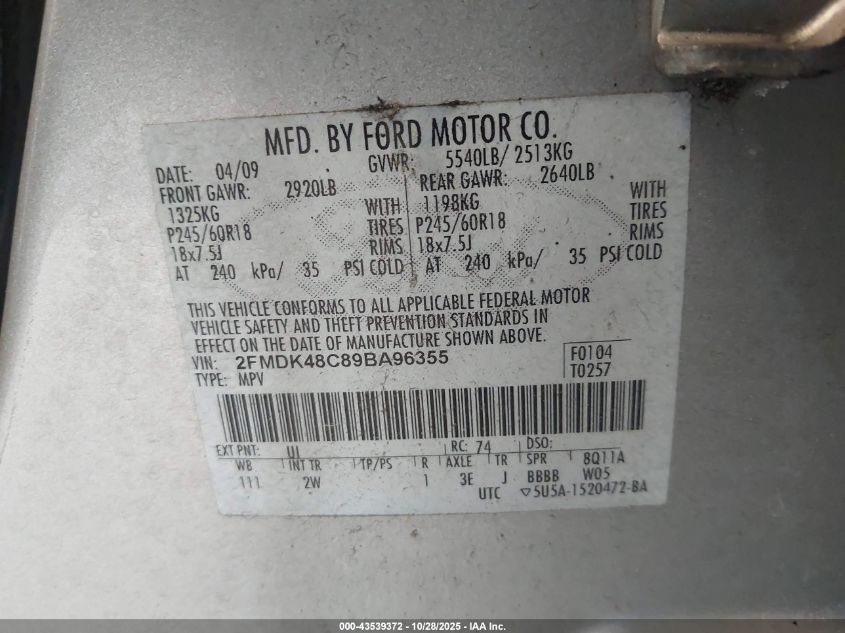 MFD. BY FORD MOTOR CO.
DATE: 04/09 GVWR: 5540LB/ 2513KG
FRONT GAWR: 2920LB REAR GAWR: 2640LB
1325KG WITH 1198KG WITH
P245/60R18 TIRES P245/60R18 TIRES
18x7.5J RIMS 18x7.5J RIMS
AT 240 kPa/ 35 PSI COLD AT 240 kPa/ 35 PSI COLD
THIS VEHICLE CONFORMS TO ALL APPLICABLE FEDERAL MOTOR
VEHICLE SAFETY AND THEFT PREVENTION STANDARDS IN
EFFECT ON THE DATE OF MANUFACTURE SHOWN ABOVE.
VIN: 2FMDK48C89BA96355 F0104
TYPE: MPV T0257
EXT PNT: UI RC: 74 DSO:
WB INT TR TP/PS R AXLE TR SPR 8Q11A
111 2W 1 3E J BBBB W05
UTC ▽5U5A-1520472-BA
000-43539372 - 10/28/2025 - IAA Inc.